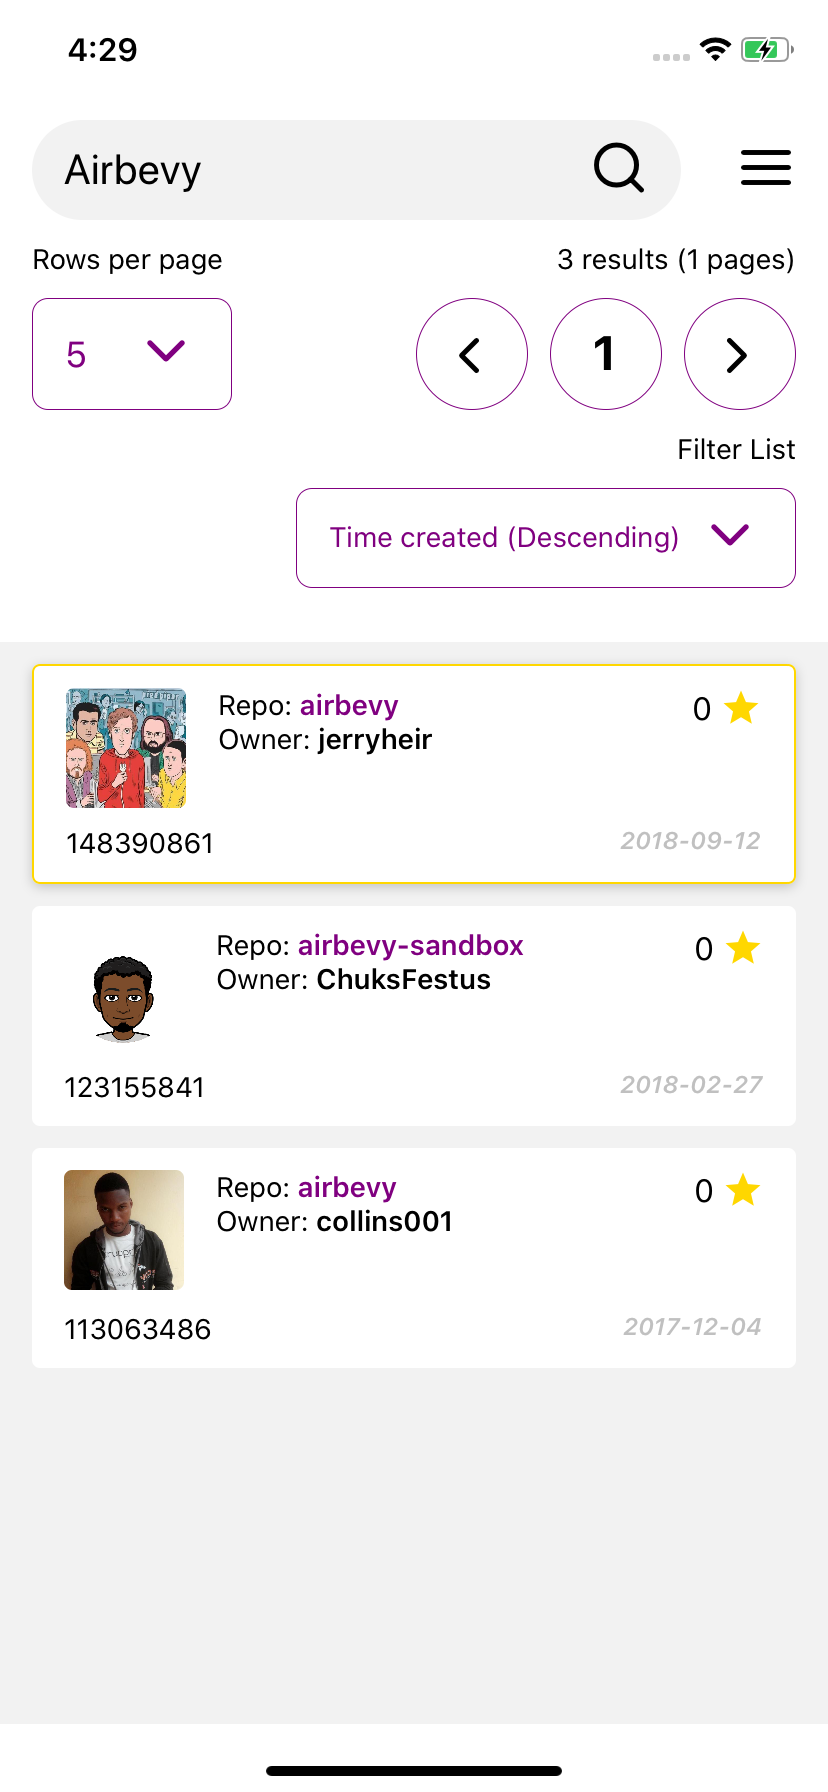 4:29
Airbevy
Rows per page
3 results (1 pages)
5
1
Filter List
Time created (Descending)
Repo: airbevy
0
Owner: jerryheir
148390861
2018-09-12
Repo: airbevy-sandbox
0
Owner: ChuksFestus
123155841
2018-02-27
Repo: airbevy
0
Owner: collins001
113063486
2017-12-04